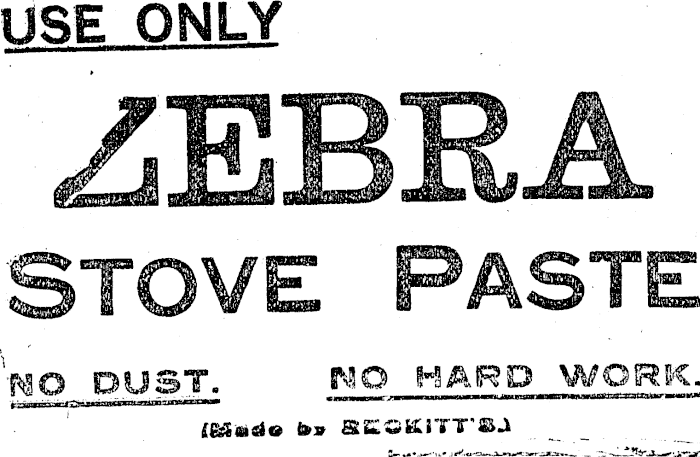 USE ONLY
ZEBRA
STOVE PASTE
NO DUST. NO HARD WORK.
(Made by RECKITT'S.)